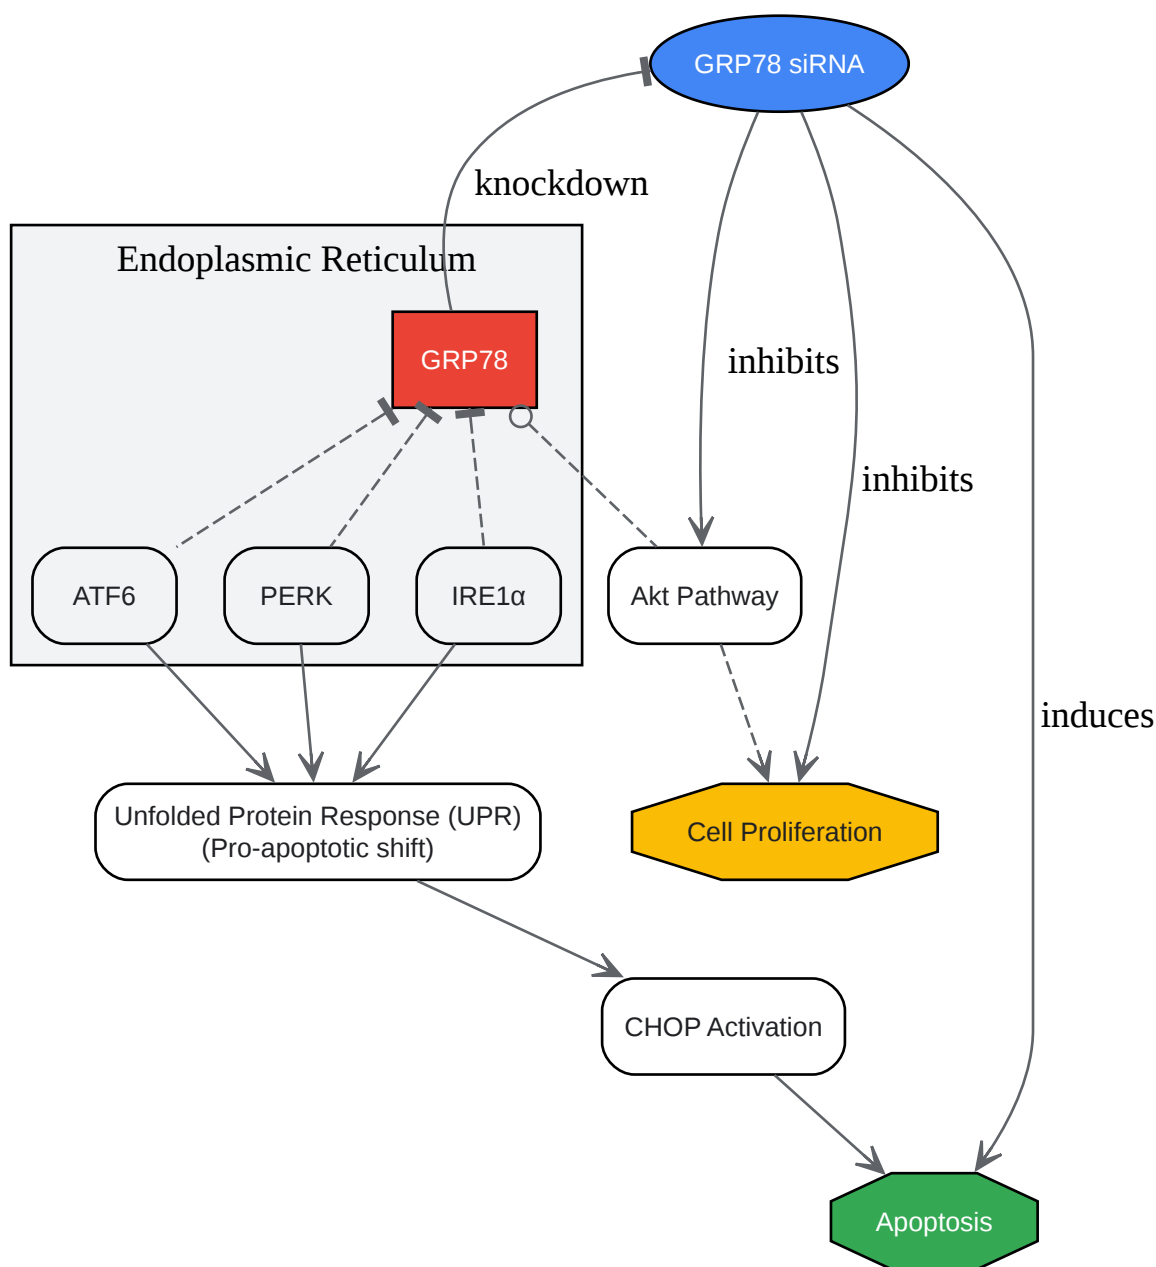 GRP78 siRNA
knockdown
Endoplasmic Reticulum
GRP78
inhibits
inhibits
ATF6
PERK
IRE1α
Akt Pathway
induces
Unfolded Protein Response (UPR)
(Pro-apoptotic shift)
Cell Proliferation
CHOP Activation
Apoptosis